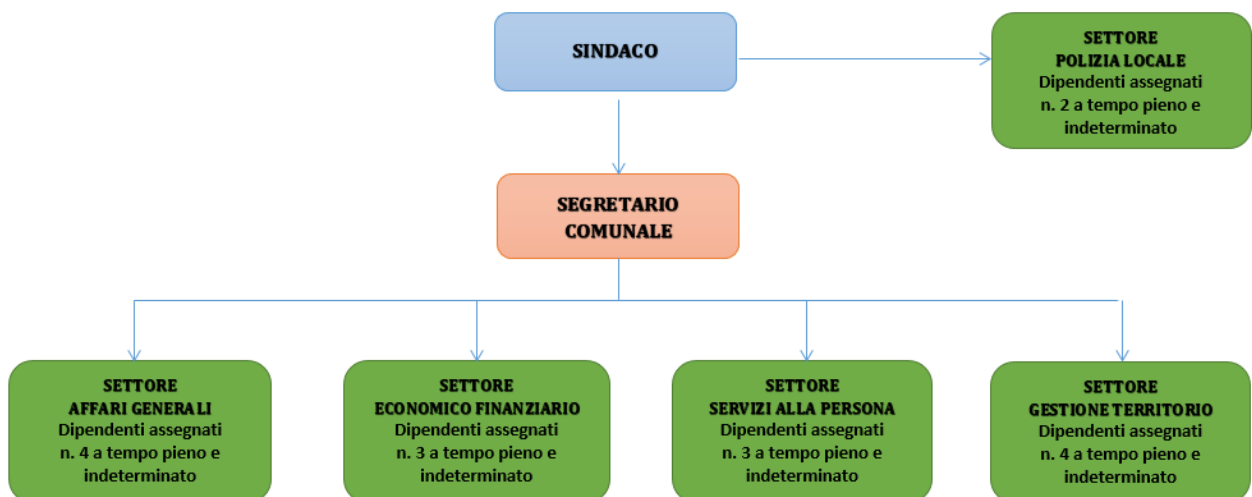 SINDACO
SETTORE
POLIZIA LOCALE
Dipendenti assegnati
n. 2 a tempo pieno e
indeterminato
SEGRETARIO
COMUNALE
SETTORE
AFFARI GENERALI
Dipendenti assegnati
n. 4 a tempo pieno e
indeterminato
SETTORE
ECONOMICO FINANZIARIO
Dipendenti assegnati
n. 3 a tempo pieno e
indeterminato
SETTORE
SERVIZI ALLA PERSONA
Dipendenti assegnati
n. 3 a tempo pieno e
indeterminato
SETTORE
GESTIONE TERRITORIO
Dipendenti assegnati
n. 4 a tempo pieno e
indeterminato